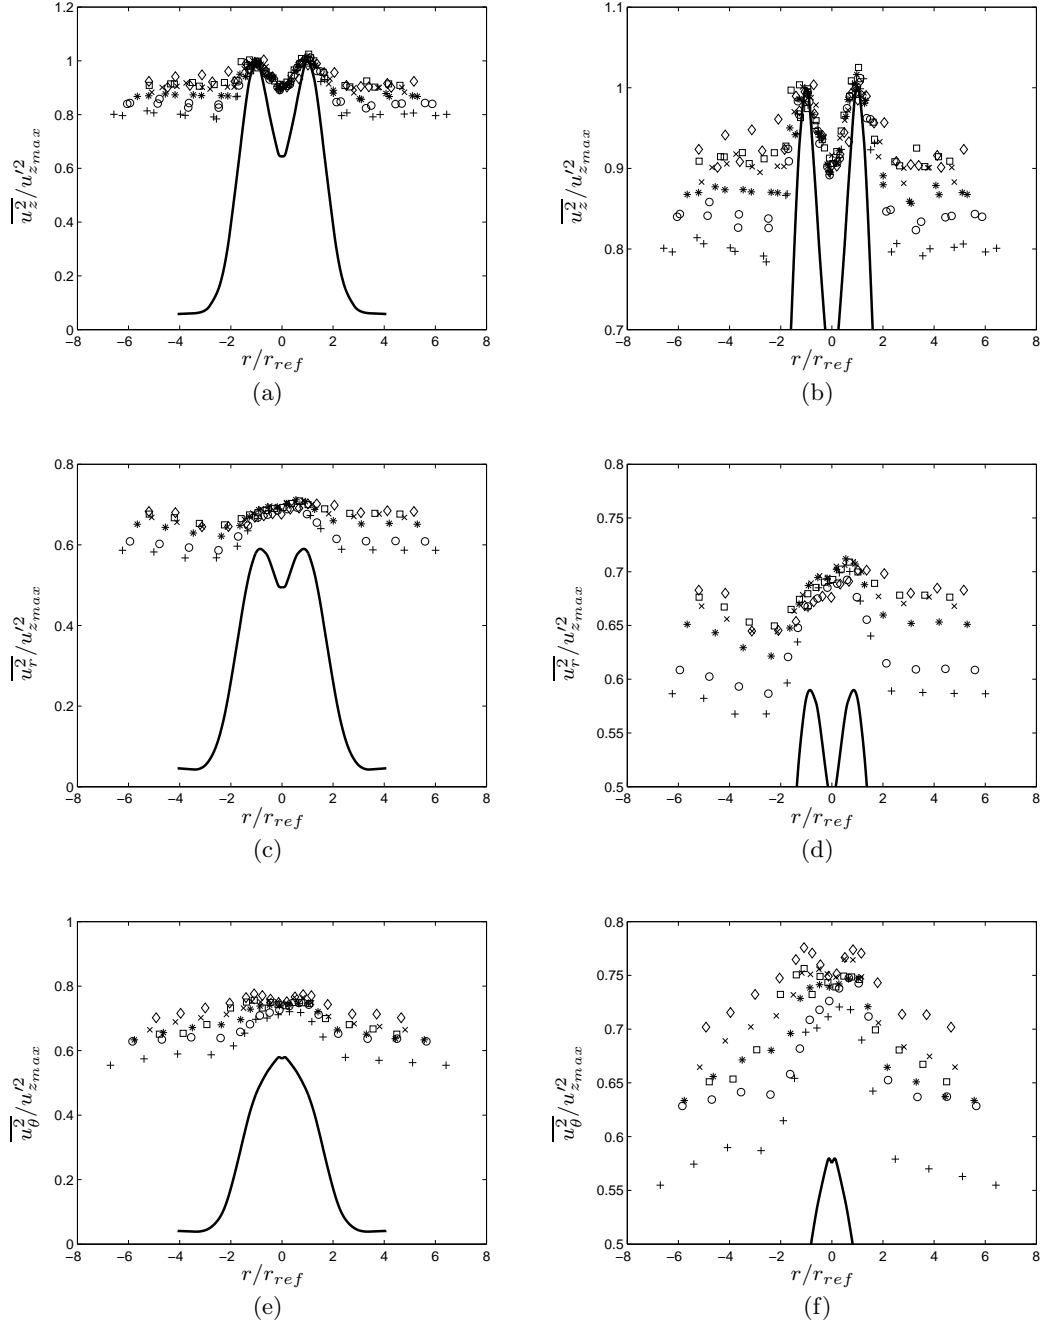 1.2
1
0.8
0.6
0.4
0.2
0
−8 −6 −4 −2 0 2 4 6 8
$\overline{u_z^2}/u'^2_{z_{max}}$
$r/r_{ref}$
(a)
1.1
1
0.9
0.8
0.7
−8 −6 −4 −2 0 2 4 6 8
$\overline{u_z^2}/u'^2_{z_{max}}$
$r/r_{ref}$
(b)
0.8
0.6
0.4
0.2
0
−8 −6 −4 −2 0 2 4 6 8
$\overline{u_r^2}/u'^2_{z_{max}}$
$r/r_{ref}$
(c)
0.8
0.75
0.7
0.65
0.6
0.55
0.5
−8 −6 −4 −2 0 2 4 6 8
$\overline{u_r^2}/u'^2_{z_{max}}$
$r/r_{ref}$
(d)
1
0.8
0.6
0.4
0.2
0
−8 −6 −4 −2 0 2 4 6 8
$\overline{u_\theta^2}/u'^2_{z_{max}}$
$r/r_{ref}$
(e)
0.8
0.75
0.7
0.65
0.6
0.55
0.5
−8 −6 −4 −2 0 2 4 6 8
$\overline{u_\theta^2}/u'^2_{z_{max}}$
$r/r_{ref}$
(f)